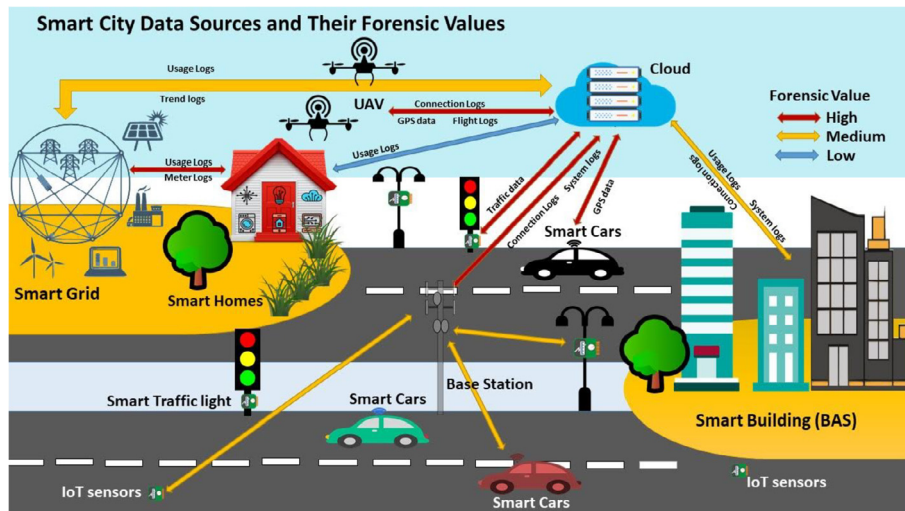 Smart City Data Sources and Their Forensic Values
Usage Logs
Trend logs
UAV
Connection Logs
GPS data
Flight Logs
Cloud
Forensic Value
High
Medium
Low
Usage Logs
Meter Logs
Usage Logs
Traffic data
Connection Logs
System logs
GPS data
Usage Logs
Connection logs
System logs
Smart Cars
Smart Grid
Smart Homes
Base Station
Smart Traffic light
Smart Cars
Smart Building (BAS)
IoT sensors
Smart Cars
IoT sensors